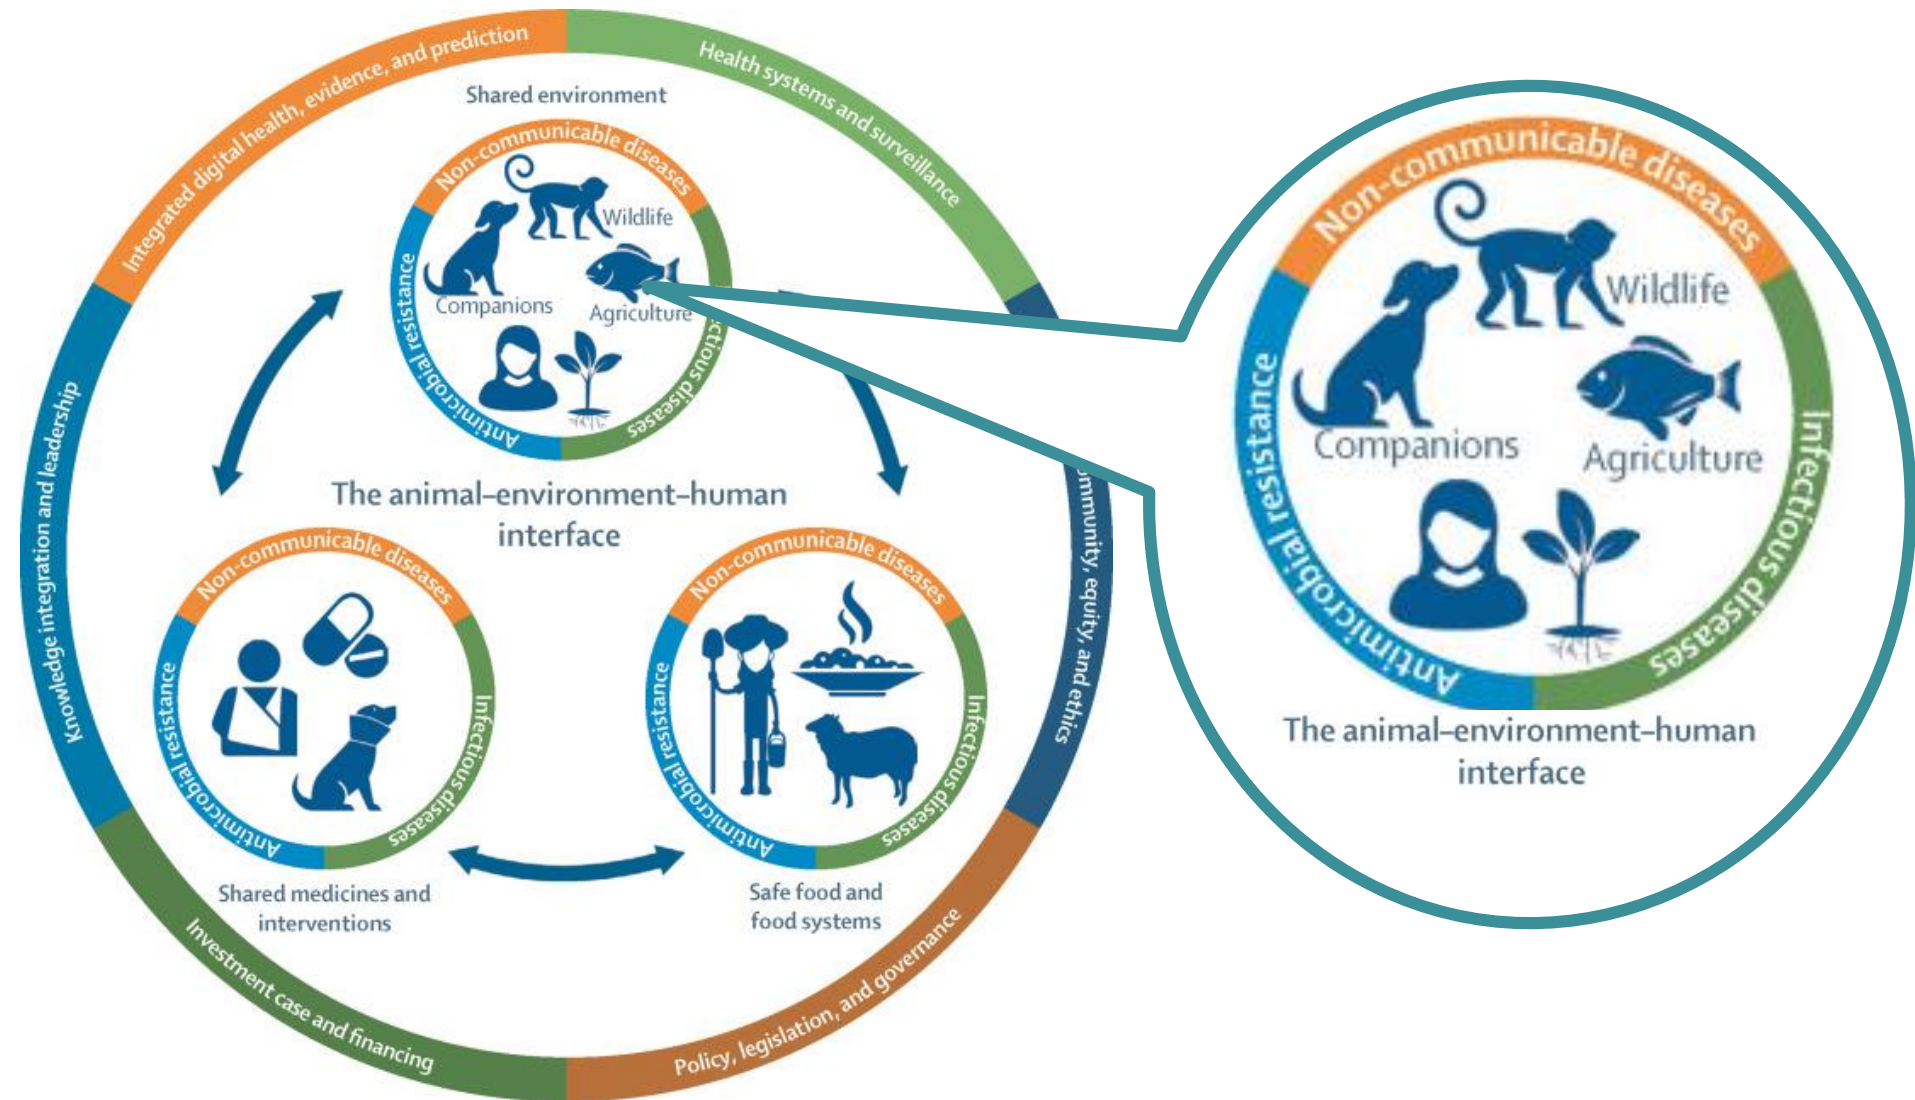 Integrated digital health, evidence, and prediction
Health systems and surveillance
Shared environment
Non-communicable diseases
Wildlife
Companions
Agriculture
Antimicrobial resistance
diseases
Knowledge integration and leadership
equity, and ethics
The animal–environment–human
interface
Non-communicable diseases
Antimicrobial resistance
Infectious diseases
Shared medicines and
interventions
Non-communicable diseases
Antimicrobial resistance
Infectious diseases
Safe food and
food systems
Investment case and financing
Policy, legislation, and governance
Non-communicable diseases
Wildlife
Companions
Agriculture
Antimicrobial resistance
Infectious diseases
The animal–environment–human
interface